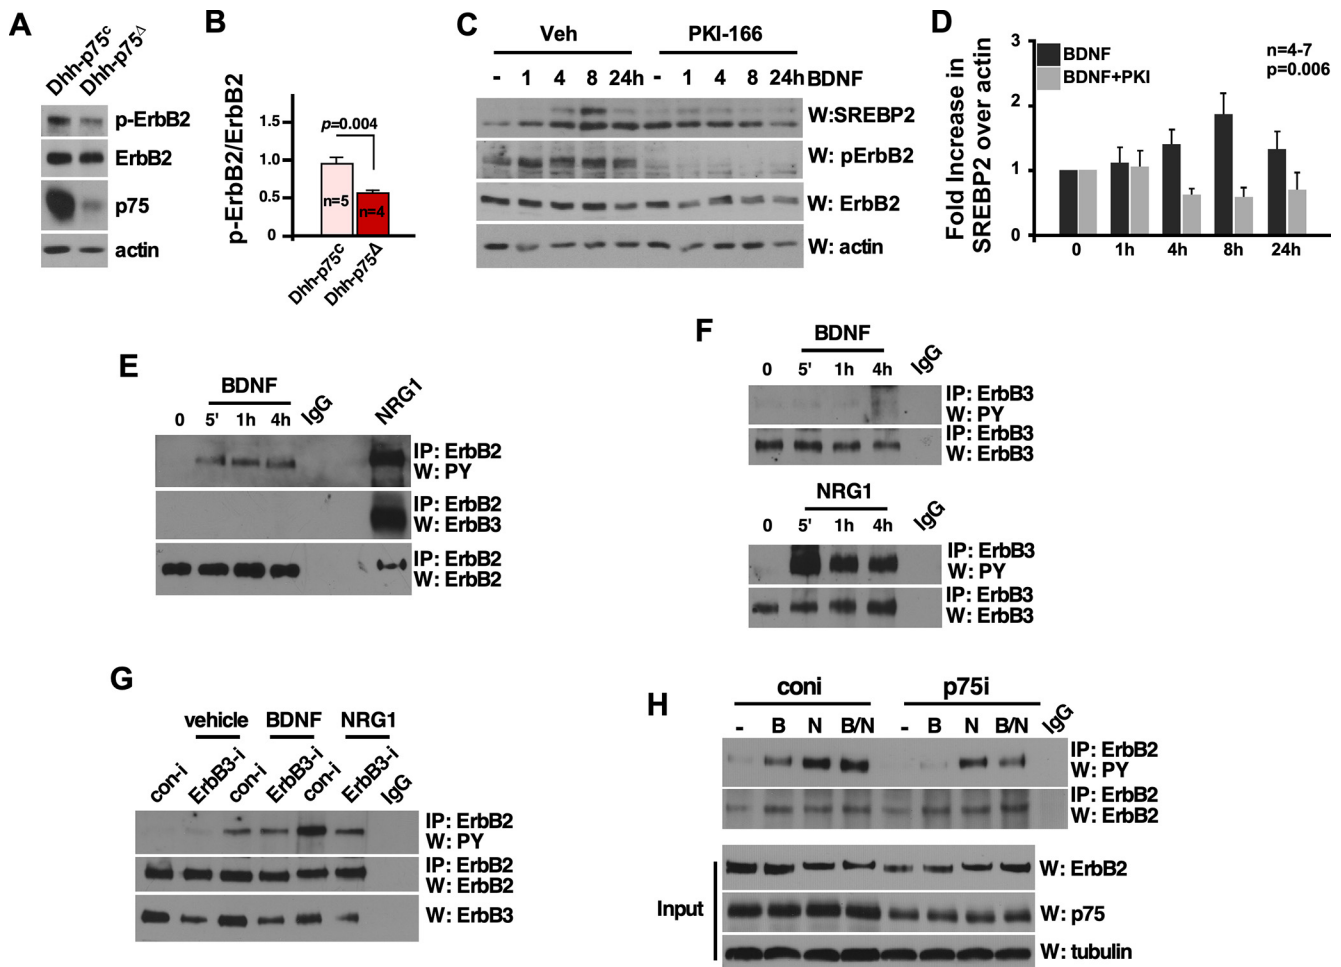 A
Dhh-p75c
Dhh-p75Δ
p-ErbB2
ErbB2
p75
actin
B
p-ErbB2/ErbB2
1.5
1.0
0.5
0
p=0.004
n=5
n=4
Dhh-p75c
Dhh-p75Δ
C
Veh PKI-166
- 1 4 8 24h - 1 4 8 24h BDNF
W:SREBP2
W: pErbB2
W: ErbB2
W: actin
D
Fold Increase in
SREBP2 over actin
3
2
1
0
BDNF
BDNF+PKI
n=4-7
p=0.006
0 1h 4h 8h 24h
E
BDNF
0 5' 1h 4h IgG NRG1
IP: ErbB2
W: PY
IP: ErbB2
W: ErbB3
IP: ErbB2
W: ErbB2
F
BDNF
0 5' 1h 4h IgG
IP: ErbB3
W: PY
IP: ErbB3
W: ErbB3
NRG1
0 5' 1h 4h IgG
IP: ErbB3
W: PY
IP: ErbB3
W: ErbB3
G
vehicle BDNF NRG1
con-i ErbB3-i con-i ErbB3-i con-i ErbB3-i IgG
IP: ErbB2
W: PY
IP: ErbB2
W: ErbB2
W: ErbB3
H
coni p75i
- B N B/N - B N B/N IgG
IP: ErbB2
W: PY
IP: ErbB2
W: ErbB2
Input
W: ErbB2
W: p75
W: tubulin